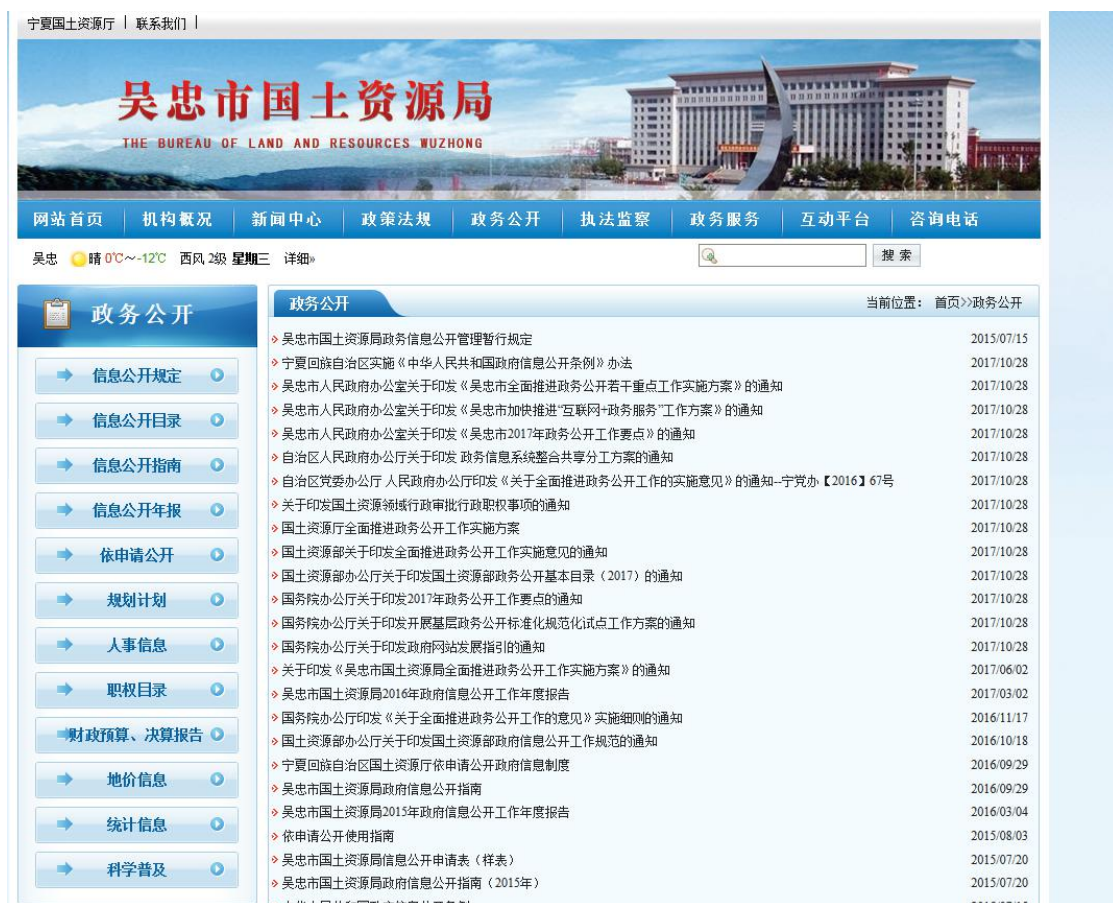 宁夏国土资源厅 | 联系我们 |
吴忠市国土资源局
THE BUREAU OF LAND AND RESOURCES WUZHONG
网站首页 机构概况 新闻中心 政策法规 政务公开 执法监察 政务服务 互动平台 咨询电话
吴忠 晴 0℃~-12℃ 西风 2级 星期三 详细» 搜 索
政务公开
信息公开规定
信息公开目录
信息公开指南
信息公开年报
依申请公开
规划计划
人事信息
职权目录
财政预算、决算报告
地价信息
统计信息
科学普及
政务公开 当前位置: 首页>>政务公开
吴忠市国土资源局政务信息公开管理暂行规定 2015/07/15
宁夏回族自治区实施《中华人民共和国政府信息公开条例》办法 2017/10/28
吴忠市人民政府办公室关于印发《吴忠市全面推进政务公开若干重点工作实施方案》的通知 2017/10/28
吴忠市人民政府办公室关于印发《吴忠市加快推进“互联网+政务服务”工作方案》的通知 2017/10/28
吴忠市人民政府办公室关于印发《吴忠市2017年政务公开工作要点》的通知 2017/10/28
自治区人民政府办公厅关于印发 政务信息系统整合共享分工方案的通知 2017/10/28
自治区党委办公厅 人民政府办公厅印发《关于全面推进政务公开工作的实施意见》的通知--宁党办【2016】67号 2017/10/28
关于印发国土资源领域行政审批行政职权事项的通知 2017/10/28
国土资源厅全面推进政务公开工作实施方案 2017/10/28
国土资源部关于印发全面推进政务公开工作实施意见的通知 2017/10/28
国土资源部办公厅关于印发国土资源部政务公开基本目录(2017)的通知 2017/10/28
国务院办公厅关于印发2017年政务公开工作要点的通知 2017/10/28
国务院办公厅关于印发开展基层政务公开标准化规范化试点工作方案的通知 2017/10/28
国务院办公厅关于印发政府网站发展指引的通知 2017/10/28
关于印发《吴忠市国土资源局全面推进政务公开工作实施方案》的通知 2017/06/02
吴忠市国土资源局2016年政府信息公开工作年度报告 2017/03/02
国务院办公厅印发《关于全面推进政务公开工作的意见》实施细则的通知 2016/11/17
国土资源部办公厅关于印发国土资源部政府信息公开工作规范的通知 2016/10/18
宁夏回族自治区国土资源厅依申请公开政府信息制度 2016/09/29
吴忠市国土资源局政府信息公开指南 2016/09/29
吴忠市国土资源局2015年政府信息公开工作年度报告 2016/03/04
依申请公开使用指南 2015/08/03
吴忠市国土资源局信息公开申请表(样表) 2015/07/20
吴忠市国土资源局政府信息公开指南(2015年) 2015/07/20